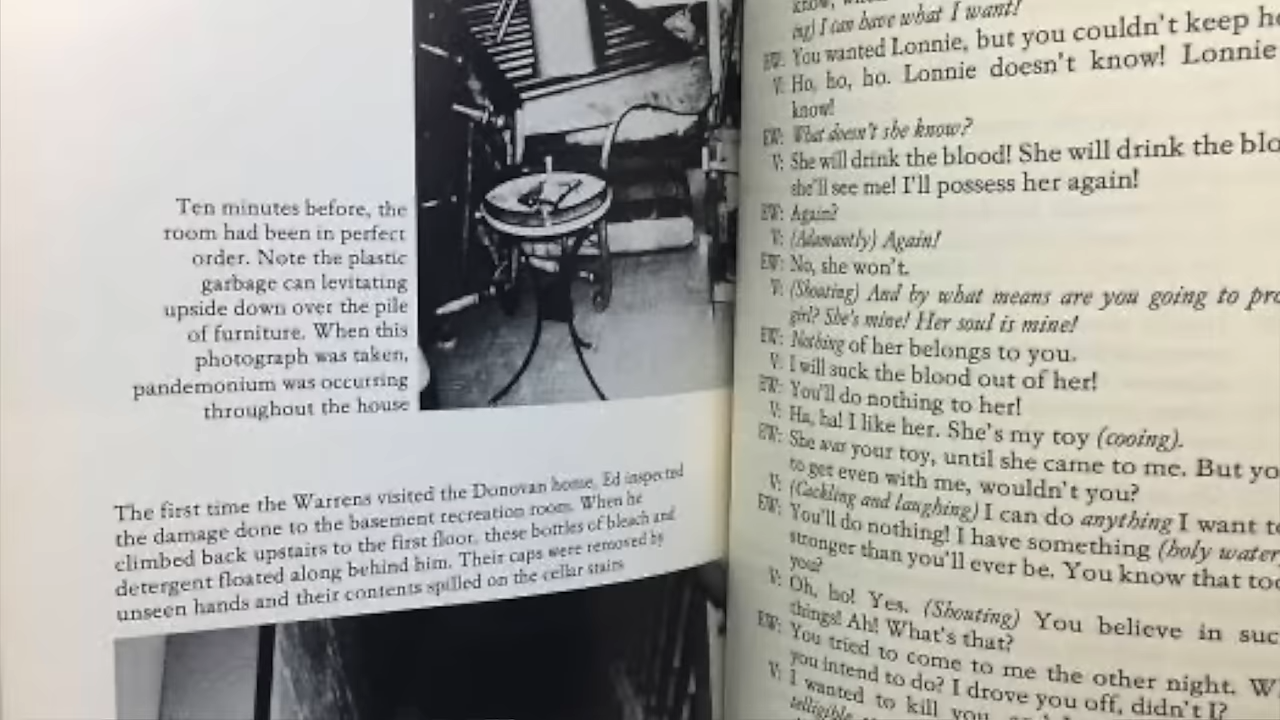 Ten minutes before, the
room had been in perfect
order. Note the plastic
garbage can levitating
upside down over the pile
of furniture. When this
photograph was taken,
pandemonium was occurring
throughout the house
The first time the Warrens visited the Donovan home, Ed inspected
the damage done to the basement recreation room. When he
climbed back upstairs to the first floor, these bottles of bleach and
detergent floated along behind him. Their caps were removed by
unseen hands and their contents spilled on the cellar stairs
ing) I can have what I want!
EW: You wanted Lonnie, but you couldn't keep
V: Ho, ho, ho. Lonnie doesn't know! Lonnie
know!
EW: What doesn't she know?
V: She will drink the blood! She will drink the
she'll see me! I'll possess her again!
EW: Again?
V: (Adamantly) Again!
EW: No, she won't.
V: (Shouting) And by what means are you going to
girl? She's mine! Her soul is mine!
EW: Nothing of her belongs to you.
V: I will suck the blood out of her!
EW: You'll do nothing to her!
V: Ha, ha! I like her. She's my toy (cooing).
EW: She was your toy, until she came to me. But
to get even with me, wouldn't you?
V: (Cackling and laughing) I can do anything I want
EW: You'll do nothing! I have something (holy water,
stronger than you'll ever be. You know that
you?
V: Oh, ho! Yes. (Shouting) You believe in
things! Ah! What's that?
EW: You tried to come to me the other night.
you intend to do? I drove you off, didn't I?
V: I wanted to kill you